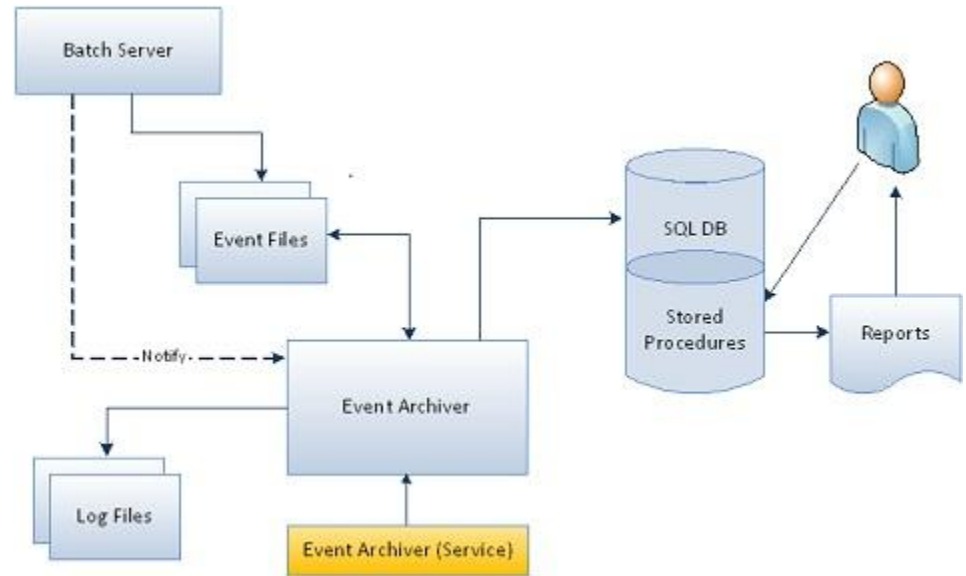 Batch Server
Event Files
SQL DB
Stored
Procedures
Reports
Notify
Event Archiver
Log Files
Event Archiver (Service)